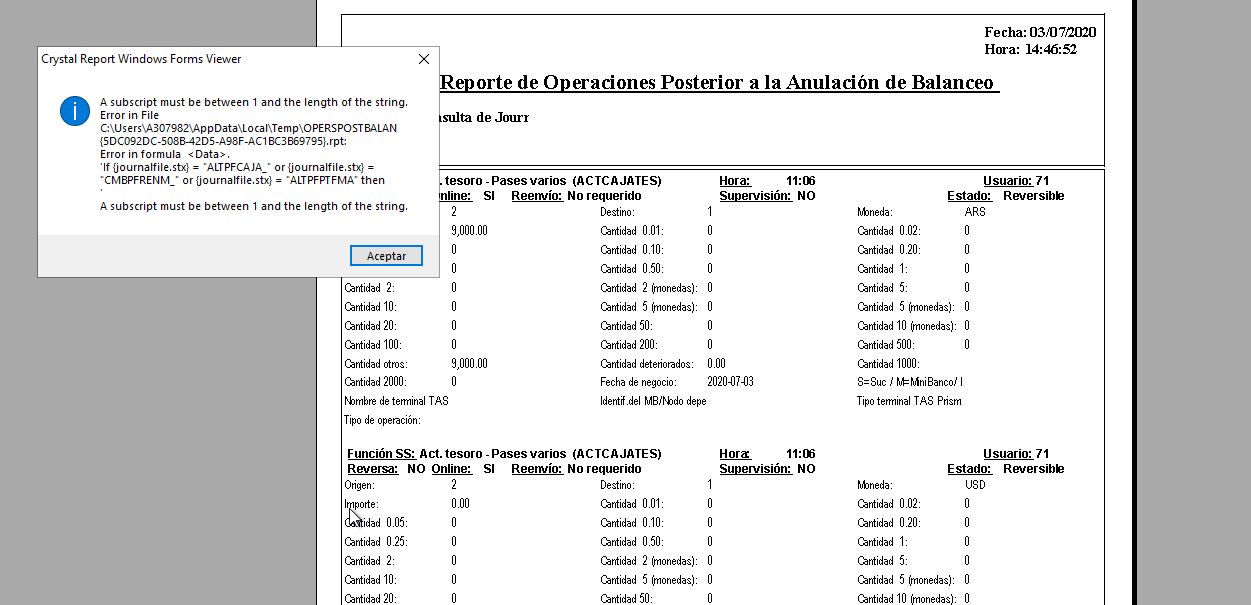 Fecha: 03/07/2020
Hora: 14:46:52
Crystal Report Windows Forms Viewer
A subscript must be between 1 and the length of the string.
Error in File
C:\Users\A307982\AppData\Local\Temp\OPERSPOSTBALAN
{5DC092DC-508B-42D5-A98F-AC1BC3B69795}.rpt:
Error in formula <Data>.
'If {journalfile.stx} = "ALTPFCAJA_" or {journalfile.stx} =
"CMBPFRENM_" or {journalfile.stx} = "ALTPFPTFMA" then
'
A subscript must be between 1 and the length of the string.
Aceptar
Reporte de Operaciones Posterior a la Anulación de Balanceo
nsulta de Jourr
t. tesoro - Pases varios (ACTCAJATES) Hora: 11:06 Usuario: 71
nline: SI Reenvío: No requerido Supervisión: NO Estado: Reversible
2 Destino: 1 Moneda: ARS
9,000.00 Cantidad 0.01: 0 Cantidad 0.02: 0
0 Cantidad 0.10: 0 Cantidad 0.20: 0
0 Cantidad 0.50: 0 Cantidad 1: 0
Cantidad 2: 0 Cantidad 2 (monedas): 0 Cantidad 5: 0
Cantidad 10: 0 Cantidad 5 (monedas): 0 Cantidad 5 (monedas): 0
Cantidad 20: 0 Cantidad 50: 0 Cantidad 10 (monedas): 0
Cantidad 100: 0 Cantidad 200: 0 Cantidad 500: 0
Cantidad otros: 9,000.00 Cantidad deteriorados: 0.00 Cantidad 1000:
Cantidad 2000: 0 Fecha de negocio: 2020-07-03 S=Suc / M=MiniBanco/ I
Nombre de terminal TAS Identif.del MB/Nodo depe Tipo terminal TAS Prism
Tipo de operación:
Función SS: Act. tesoro - Pases varios (ACTCAJATES) Hora: 11:06 Usuario: 71
Reversa: NO Online: SI Reenvío: No requerido Supervisión: NO Estado: Reversible
Origen: 2 Destino: 1 Moneda: USD
Importe: 0.00 Cantidad 0.01: 0 Cantidad 0.02: 0
Cantidad 0.05: 0 Cantidad 0.10: 0 Cantidad 0.20: 0
Cantidad 0.25: 0 Cantidad 0.50: 0 Cantidad 1: 0
Cantidad 2: 0 Cantidad 2 (monedas): 0 Cantidad 5: 0
Cantidad 10: 0 Cantidad 5 (monedas): 0 Cantidad 5 (monedas): 0
Cantidad 20: 0 Cantidad 50: 0 Cantidad 10 (monedas): 0